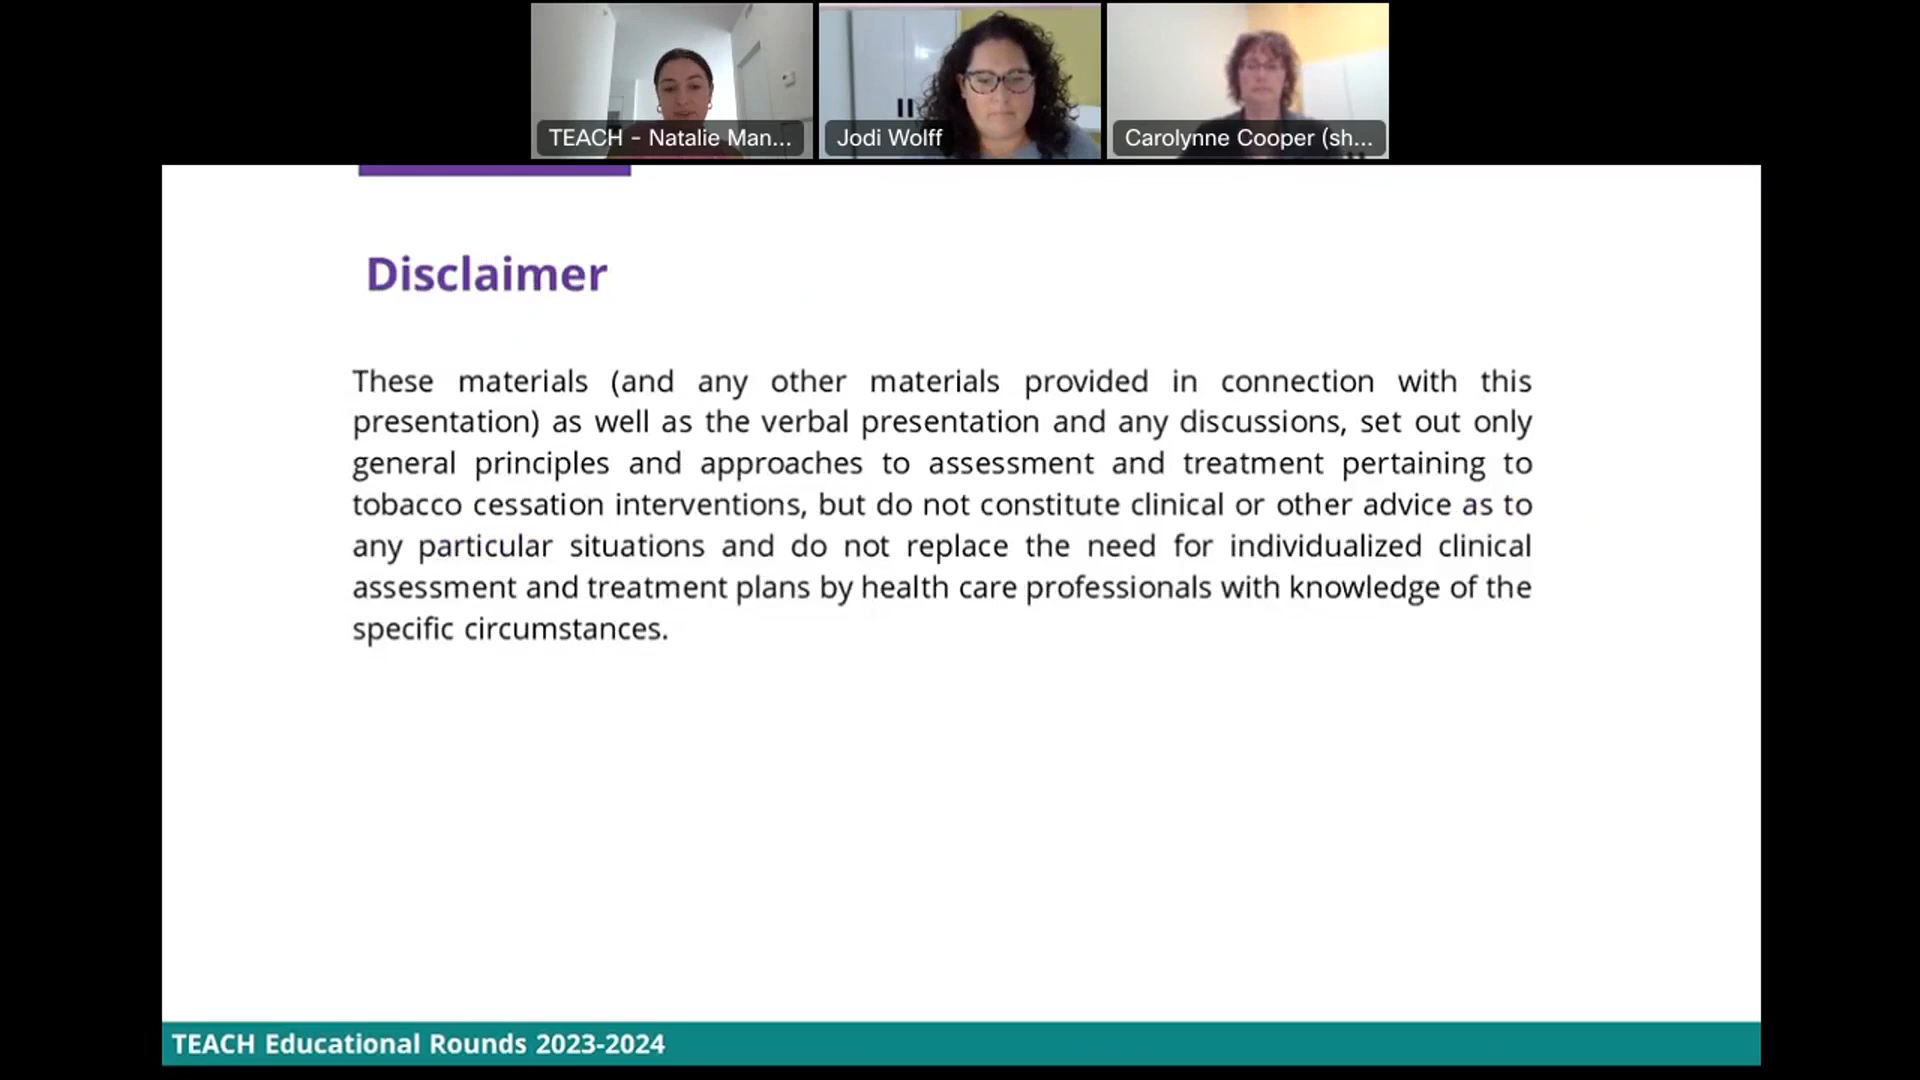 TEACH - Natalie Man...
Jodi Wolff
Carolynne Cooper (sh...
Disclaimer
These materials (and any other materials provided in connection with this
presentation) as well as the verbal presentation and any discussions, set out only
general principles and approaches to assessment and treatment pertaining to
tobacco cessation interventions, but do not constitute clinical or other advice as to
any particular situations and do not replace the need for individualized clinical
assessment and treatment plans by health care professionals with knowledge of the
specific circumstances.
TEACH Educational Rounds 2023-2024